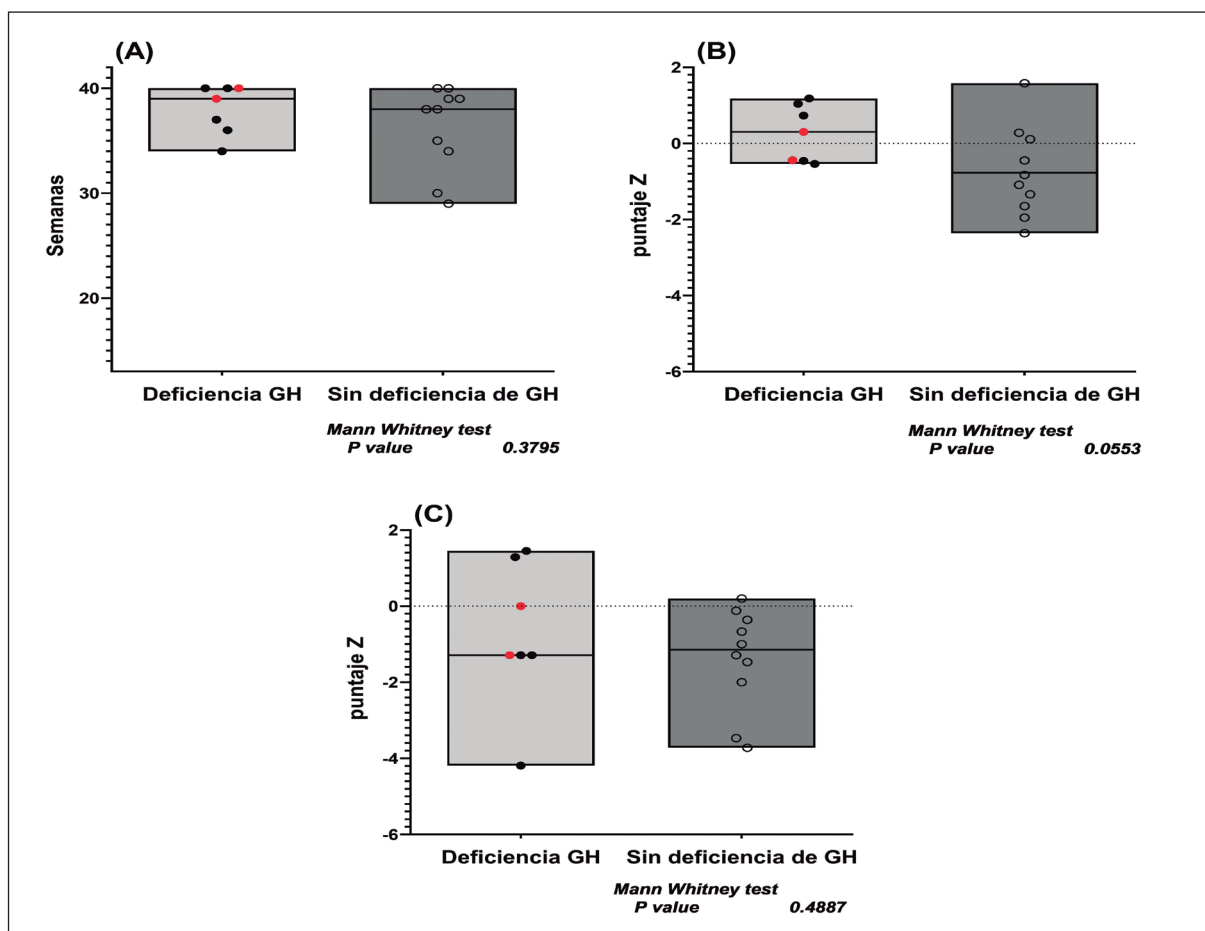 (A)
40
30
20
Semanas
Deficiencia GH Sin deficiencia de GH
Mann Whitney test
P value 0.3795
(B)
2
0
-2
-4
-6
puntaje Z
Deficiencia GH Sin deficiencia de GH
Mann Whitney test
P value 0.0553
(C)
2
0
-2
-4
-6
puntaje Z
Deficiencia GH Sin deficiencia de GH
Mann Whitney test
P value 0.4887